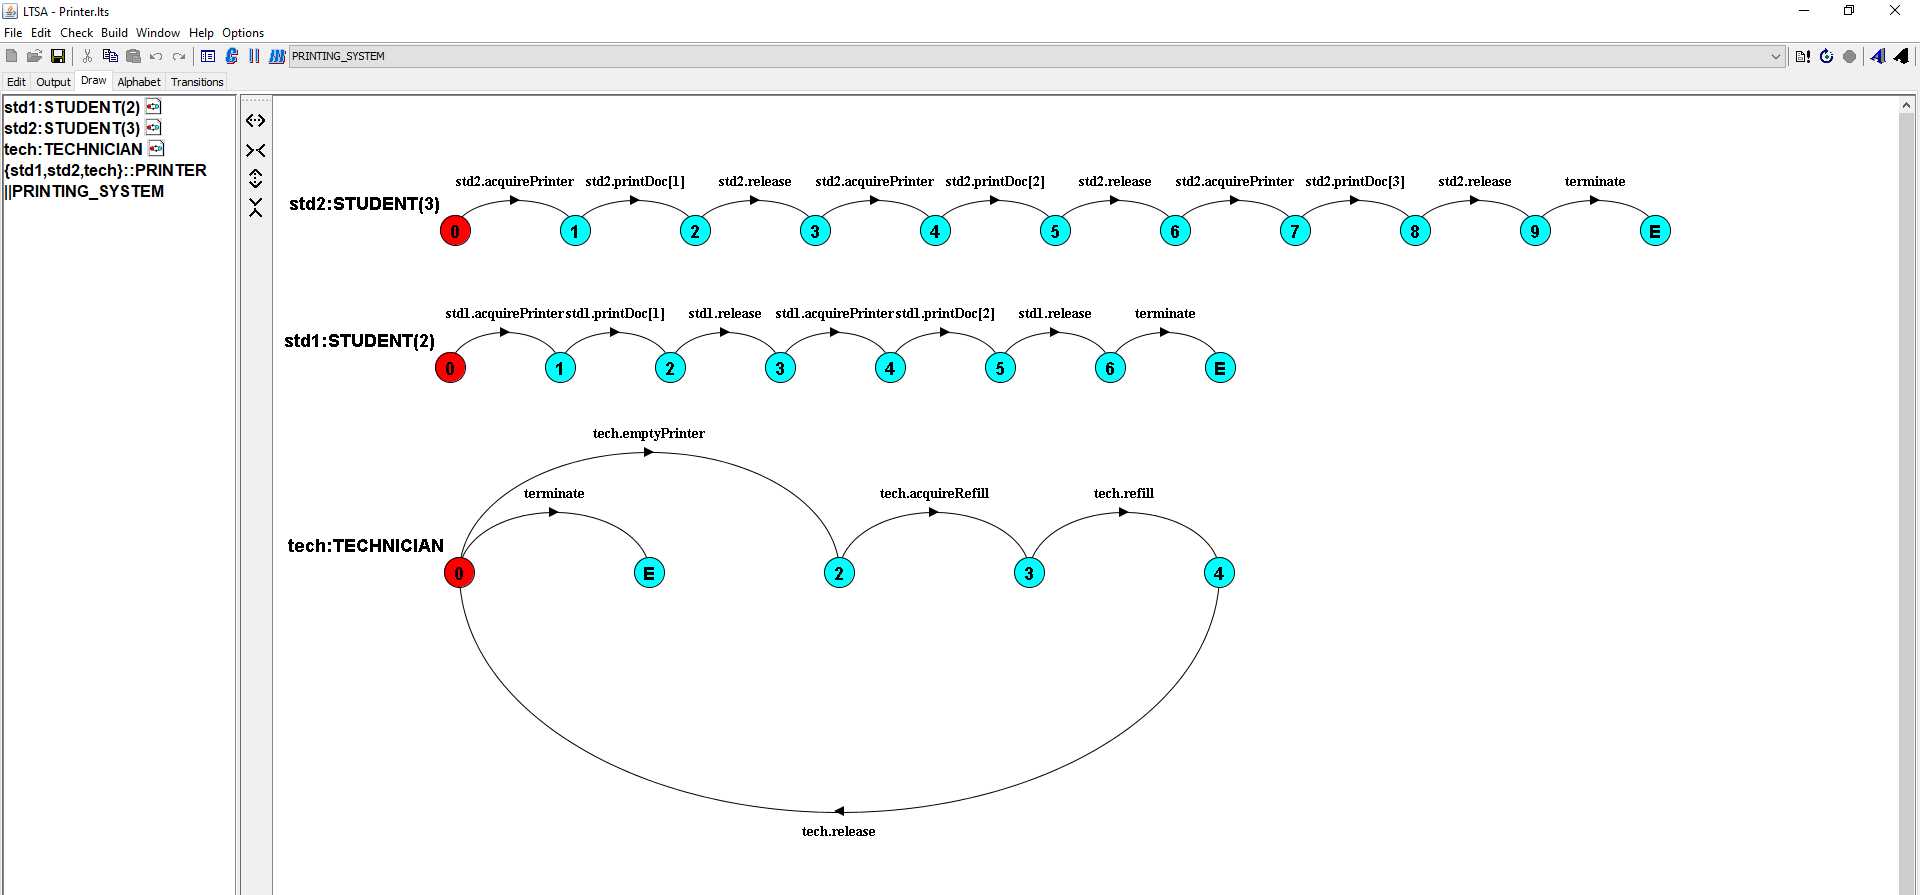 LTSA - Printer.lts
File Edit Check Build Window Help Options
PRINTING_SYSTEM
Edit Output Draw Alphabet Transitions
std1:STUDENT(2)
std2:STUDENT(3)
tech:TECHNICIAN
{std1,std2,tech}::PRINTER
||PRINTING_SYSTEM
std2.acquirePrinter std2.printDoc[1] std2.release std2.acquirePrinter std2.printDoc[2] std2.release std2.acquirePrinter std2.printDoc[3] std2.release terminate
std2:STUDENT(3)
0 1 2 3 4 5 6 7 8 9 E
std1.acquirePrinter std1.printDoc[1] std1.release std1.acquirePrinter std1.printDoc[2] std1.release terminate
std1:STUDENT(2)
0 1 2 3 4 5 6 E
tech.emptyPrinter
terminate tech.acquireRefill tech.refill
tech:TECHNICIAN
0 E 2 3 4
tech.release